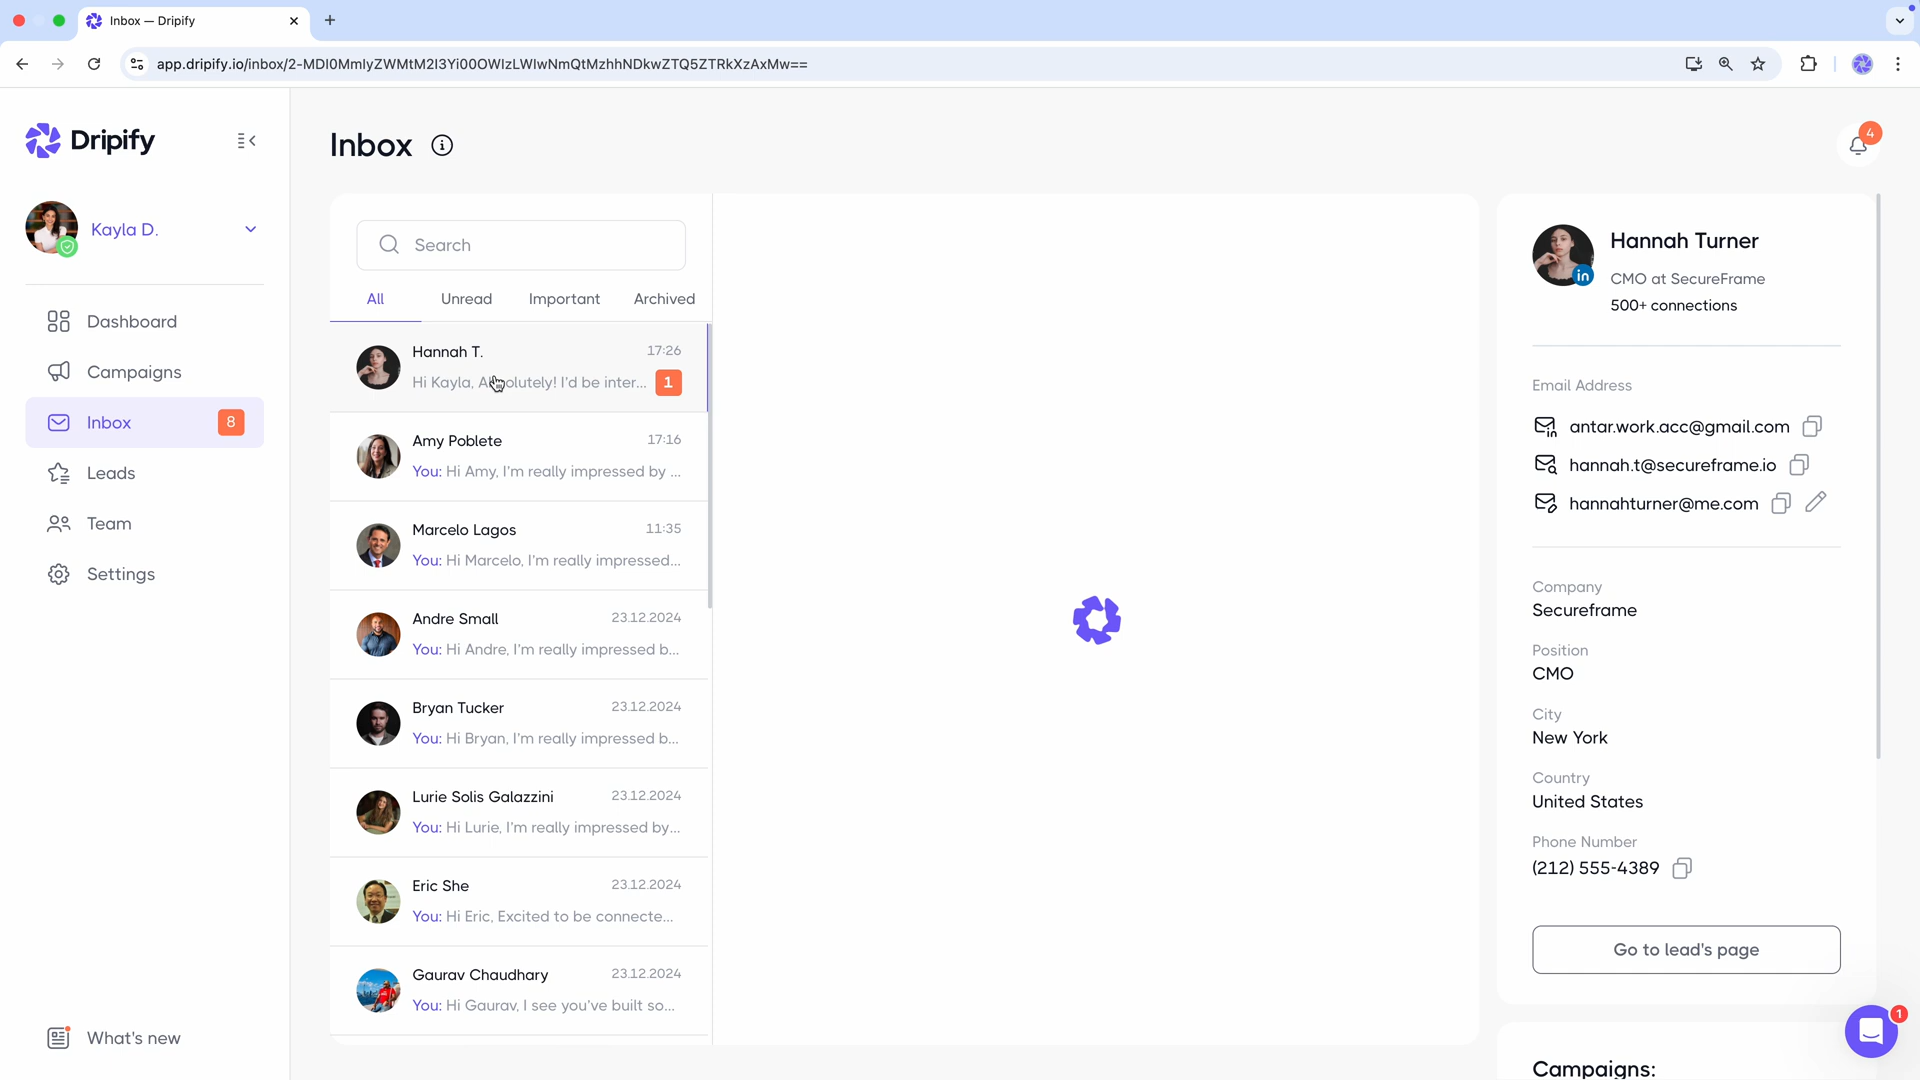 Inbox — Dripify
app.dripify.io/inbox/2-MDI0MmIyZWMtM2I3Yi00OWIzLWIwNmQtMzhhNDkwZTQ5ZTRkXzAxMw==
Dripify
Kayla D.
Dashboard
Campaigns
Inbox
8
Leads
Team
Settings
What's new
Inbox
4
Search
All
Unread
Important
Archived
Hannah T.
17:26
Hi Kayla, Absolutely! I'd be inter...
1
Amy Poblete
17:16
You: Hi Amy, I'm really impressed by ...
Marcelo Lagos
11:35
You: Hi Marcelo, I'm really impressed...
Andre Small
23.12.2024
You: Hi Andre, I'm really impressed b...
Bryan Tucker
23.12.2024
You: Hi Bryan, I'm really impressed b...
Lurie Solis Galazzini
23.12.2024
You: Hi Lurie, I'm really impressed by...
Eric She
23.12.2024
You: Hi Eric, Excited to be connecte...
Gaurav Chaudhary
23.12.2024
You: Hi Gaurav, I see you've built so...
in
Hannah Turner
CMO at SecureFrame
500+ connections
Email Address
antar.work.acc@gmail.com
hannah.t@secureframe.io
hannahturner@me.com
Company
Secureframe
Position
CMO
City
New York
Country
United States
Phone Number
(212) 555-4389
Go to lead's page
1
Campaigns: